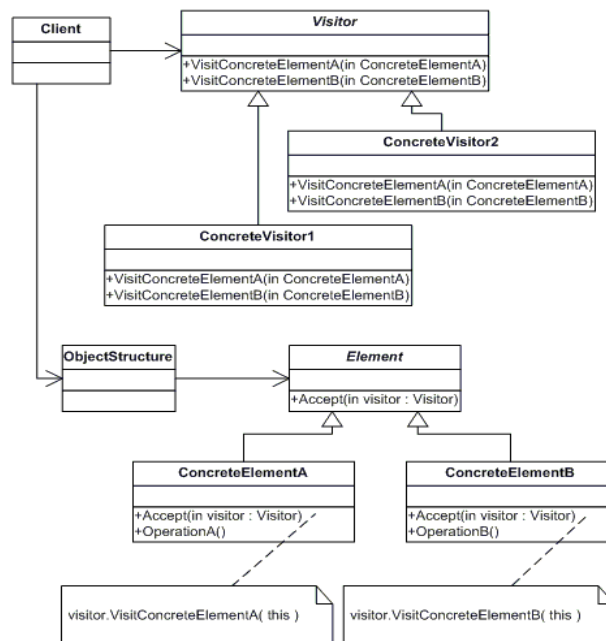 Client
Visitor
+VisitConcreteElementA(in ConcreteElementA)
+VisitConcreteElementB(in ConcreteElementB)
ConcreteVisitor2
+VisitConcreteElementA(in ConcreteElementA)
+VisitConcreteElementB(in ConcreteElementB)
ConcreteVisitor1
+VisitConcreteElementA(in ConcreteElementA)
+VisitConcreteElementB(in ConcreteElementB)
ObjectStructure
Element
+Accept(in visitor : Visitor)
ConcreteElementA
+Accept(in visitor : Visitor)
+OperationA()
ConcreteElementB
+Accept(in visitor : Visitor)
+OperationB()
visitor.VisitConcreteElementA( this )
visitor.VisitConcreteElementB( this )